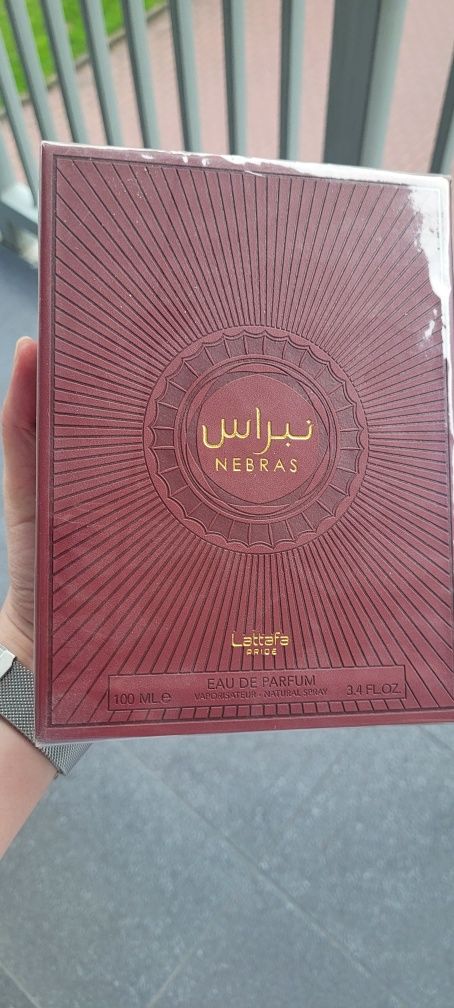 نبراس
NEBRAS
Lattafa
PRIDE
EAU DE PARFUM
100 ML.e VAPORISATEUR - NATURAL SPRAY 3.4 FL.OZ.